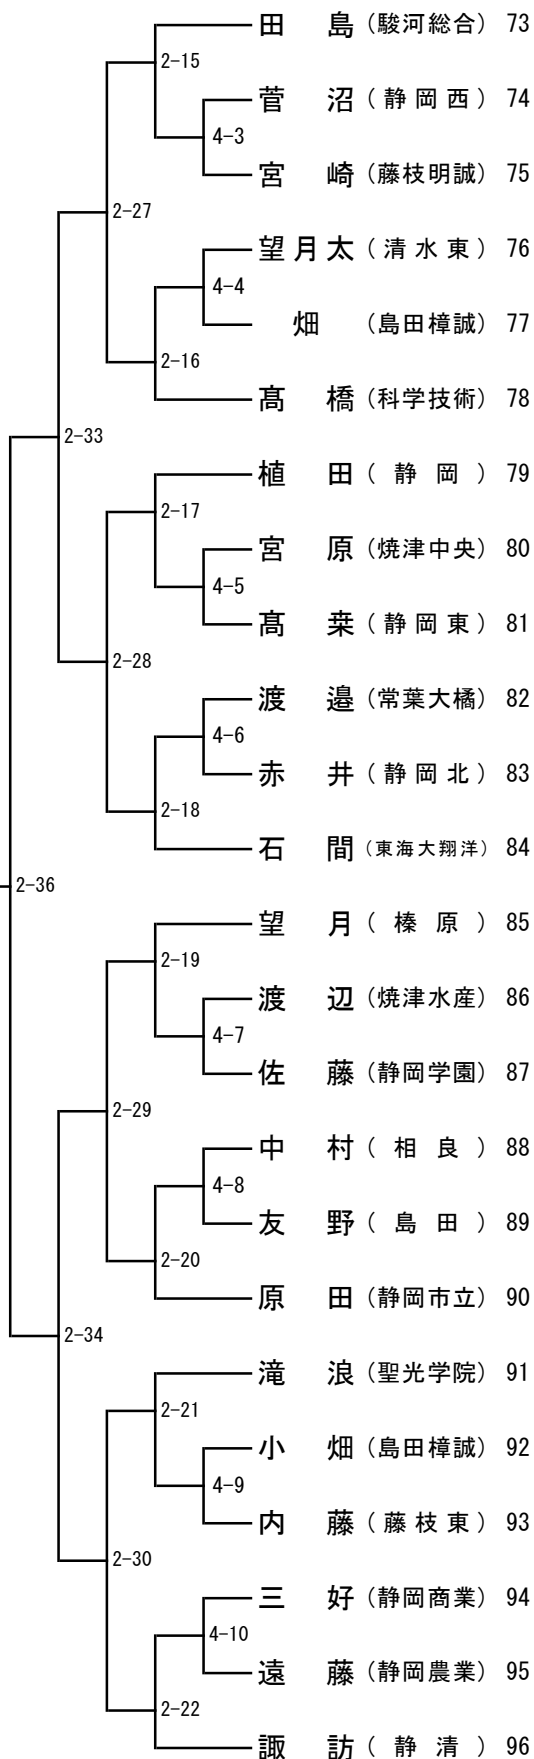 田 島 (駿河総合) 73
2-15
菅 沼 (静岡西) 74
4-3
宮 崎 (藤枝明誠) 75
2-27
望月太 (清水東) 76
4-4
畑 (島田樟誠) 77
2-16
髙 橋 (科学技術) 78
2-33
植 田 (静岡) 79
2-17
宮 原 (焼津中央) 80
4-5
髙 桒 (静岡東) 81
2-28
渡 邉 (常葉大橘) 82
4-6
赤 井 (静岡北) 83
2-18
石 間 (東海大翔洋) 84
2-36
望 月 (榛原) 85
2-19
渡 辺 (焼津水産) 86
4-7
佐 藤 (静岡学園) 87
2-29
中 村 (相良) 88
4-8
友 野 (島田) 89
2-20
原 田 (静岡市立) 90
2-34
滝 浪 (聖光学院) 91
2-21
小 畑 (島田樟誠) 92
4-9
内 藤 (藤枝東) 93
2-30
三 好 (静岡商業) 94
4-10
遠 藤 (静岡農業) 95
2-22
諏 訪 (静清) 96